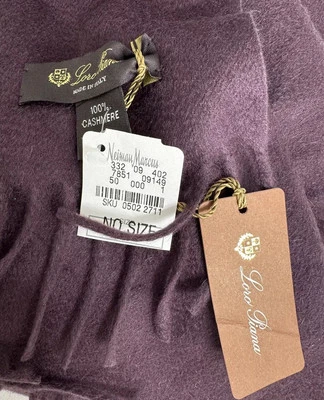 Loro Piana
MADE IN ITALY
100%
CASHMERE
Neiman Marcus
332 09 402
7851 09149
50 000 1
SKU 0502 2711
NO SIZE
Loro Piana